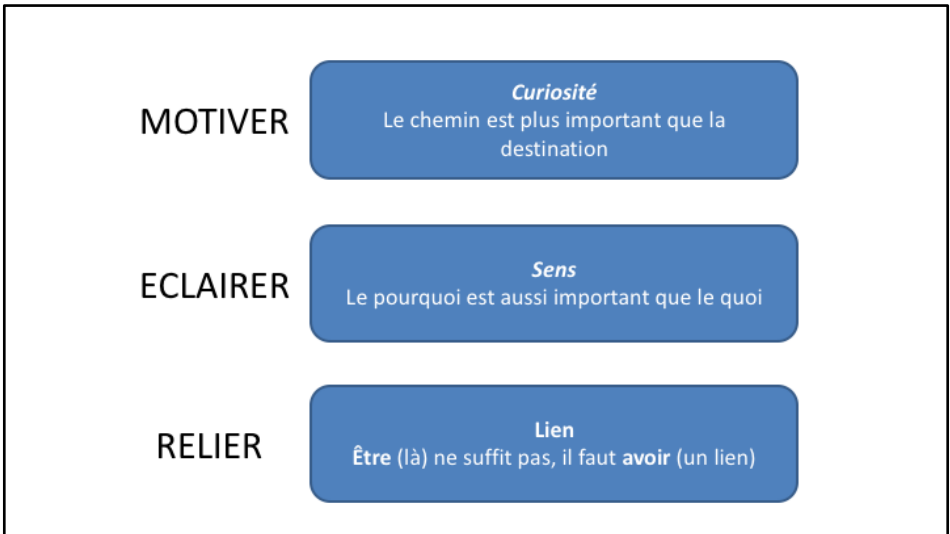 MOTIVER
Curiosité
Le chemin est plus important que la
destination
ECLAIRER
Sens
Le pourquoi est aussi important que le quoi
RELIER
Lien
Être (là) ne suffit pas, il faut avoir (un lien)